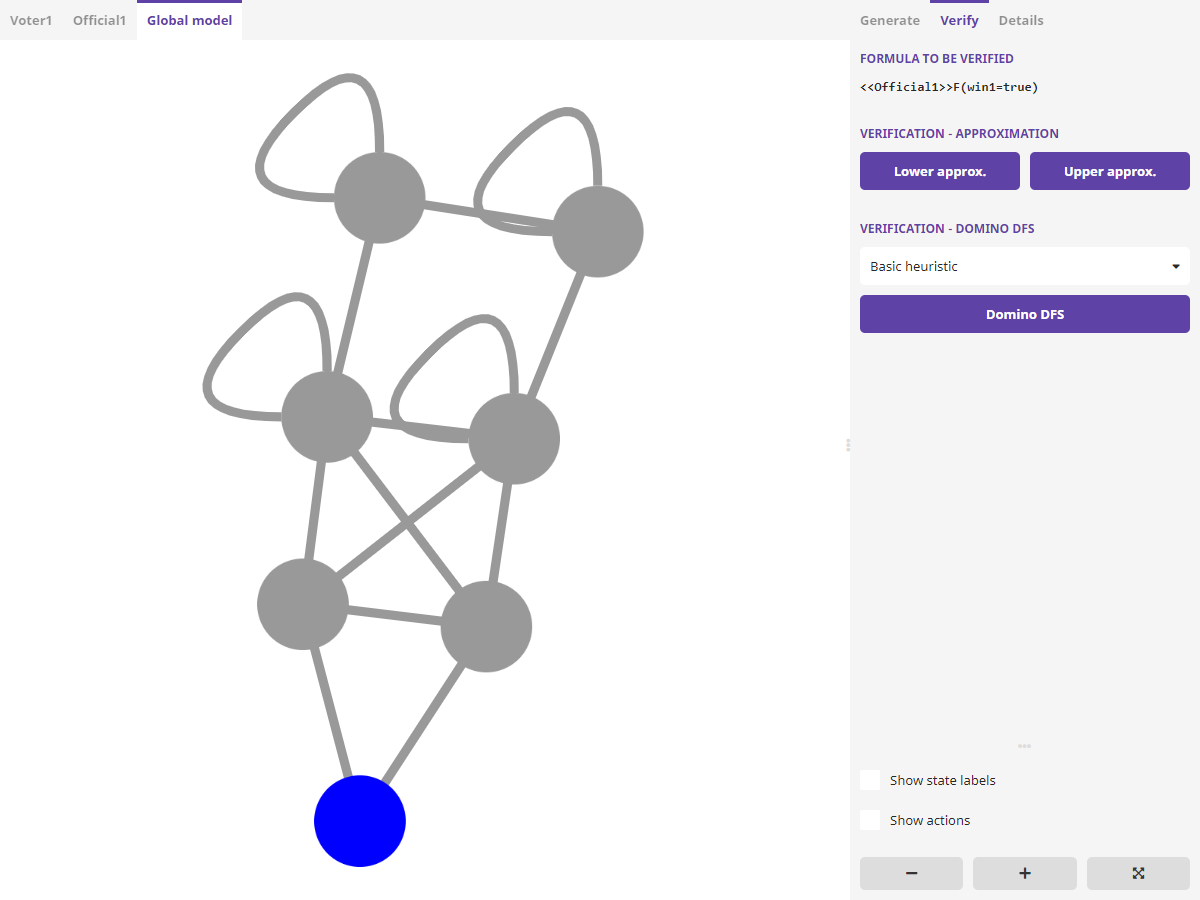 Voter1 Official1 Global model
Generate Verify Details
FORMULA TO BE VERIFIED
<<Official1>>F(win1=true)
VERIFICATION - APPROXIMATION
Lower approx. Upper approx.
VERIFICATION - DOMINO DFS
Basic heuristic
Domino DFS
Show state labels
Show actions